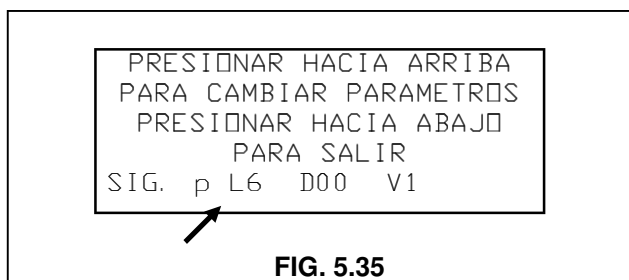 PRESIONAR HACIA ARRIBA
PARA CAMBIAR PARAMETROS
PRESIONAR HACIA ABAJO
PARA SALIR
SIG. p L6 D00 V1
FIG. 5.35